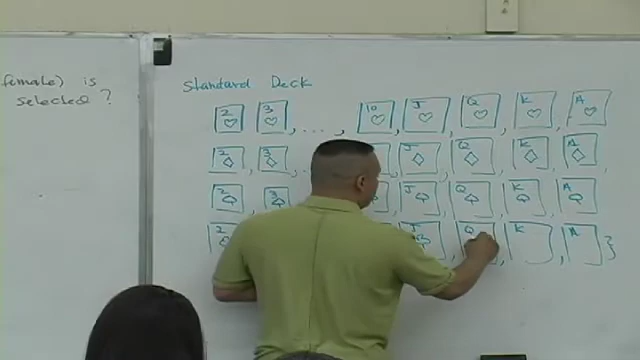 female) is
selected?
Standard Deck
2 3 , ... , 10 J , Q , K , A
2 , 3 , J , Q , K , A ,
2 , 3 J , Q , K , A
2 J , Q , K , A }